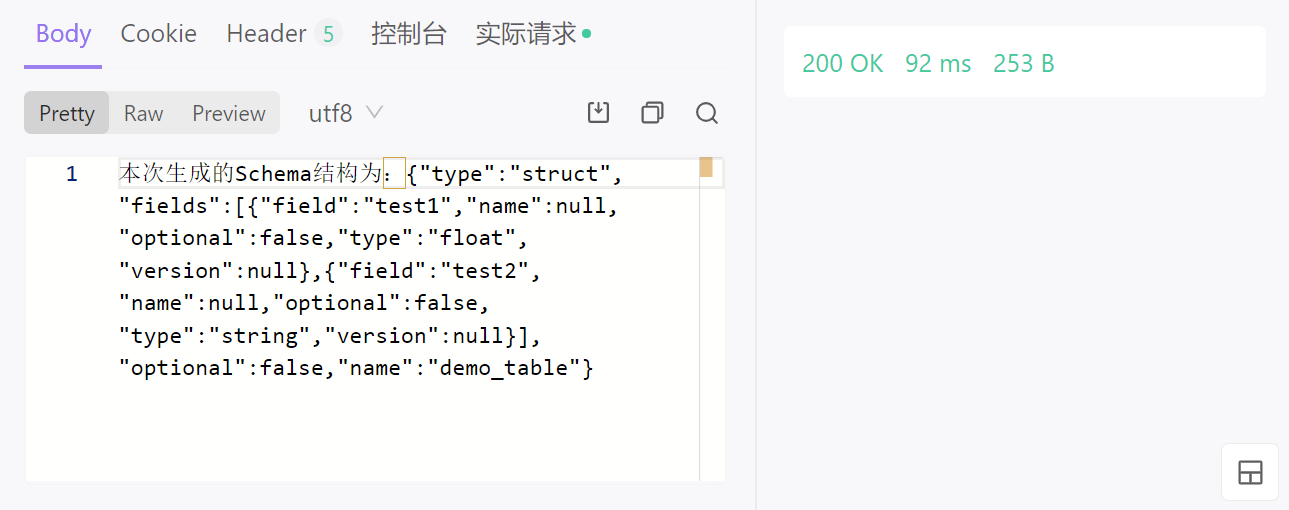 Body Cookie Header 5 控制台 实际请求
200 OK 92 ms 253 B
Pretty Raw Preview utf8
1 本次生成的Schema结构为：{"type":"struct",
"fields":[{"field":"test1","name":null,
"optional":false,"type":"float",
"version":null},{"field":"test2",
"name":null,"optional":false,
"type":"string","version":null}],
"optional":false,"name":"demo_table"}